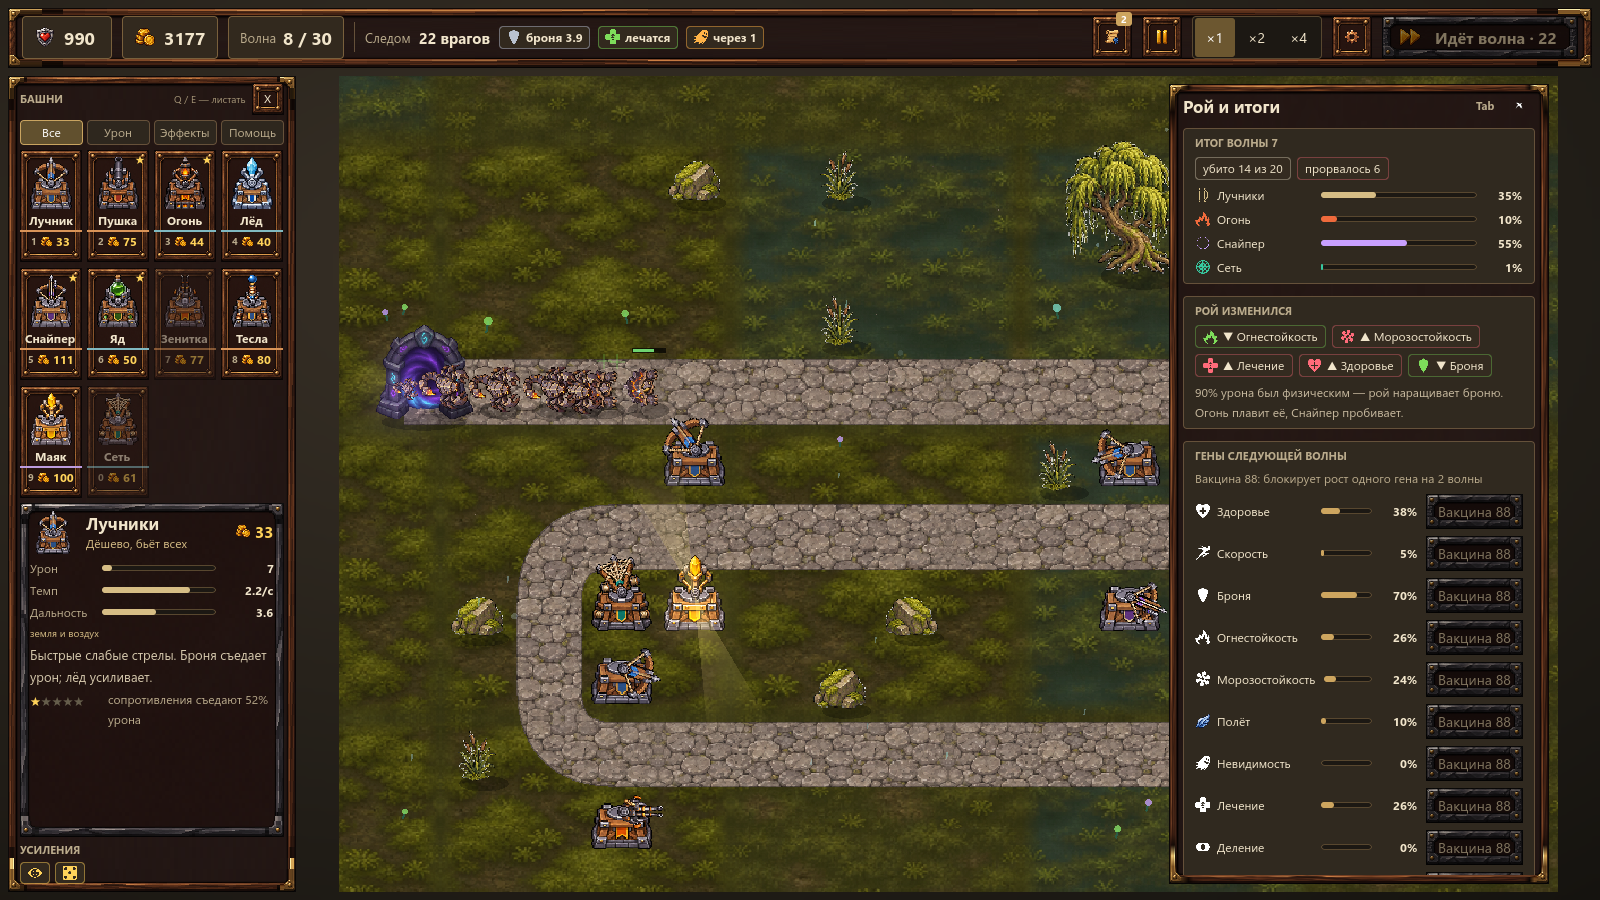 990
3177
Волна 8 / 30
Следом 22 врагов
броня 3.9
лечатся
через 1
2
×1
×2
×4
Идёт волна · 22
БАШНИ
Q / E — листать
X
Все
Урон
Эффекты
Помощь
Лучник
Пушка
Огонь
Лёд
1 33
2 75
3 44
4 40
Снайпер
Яд
Зенитка
Тесла
5 111
6 50
7 77
8 80
Маяк
Сеть
9 100
0 61
Лучники
33
Дёшево, бьёт всех
Урон 7
Темп 2.2/с
Дальность 3.6
земля и воздух
Быстрые слабые стрелы. Броня съедает
урон; лёд усиливает.
сопротивления съедают 52%
урона
УСИЛЕНИЯ
Рой и итоги
Tab
ИТОГ ВОЛНЫ 7
убито 14 из 20
прорвалось 6
Лучники 35%
Огонь 10%
Снайпер 55%
Сеть 1%
РОЙ ИЗМЕНИЛСЯ
▼ Огнестойкость
▲ Морозостойкость
▲ Лечение
▲ Здоровье
▼ Броня
90% урона был физическим — рой наращивает броню.
Огонь плавит её, Снайпер пробивает.
ГЕНЫ СЛЕДУЮЩЕЙ ВОЛНЫ
Вакцина 88: блокирует рост одного гена на 2 волны
Здоровье 38% Вакцина 88
Скорость 5% Вакцина 88
Броня 70% Вакцина 88
Огнестойкость 26% Вакцина 88
Морозостойкость 24% Вакцина 88
Полёт 10% Вакцина 88
Невидимость 0% Вакцина 88
Лечение 26% Вакцина 88
Деление 0% Вакцина 88